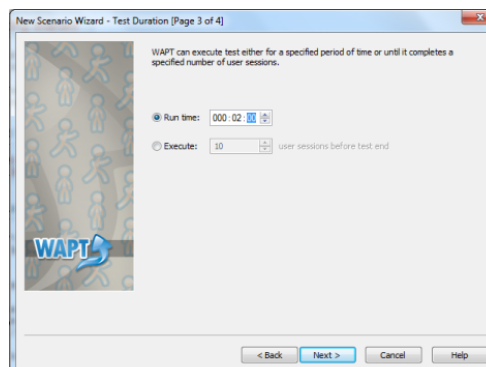 New Scenario Wizard - Test Duration [Page 3 of 4]
WAPT can execute test either for a specified period of time or until it completes a
specified number of user sessions.
Run time: 000:02:00
Execute: 10 user sessions before test end
WAPT
< Back Next > Cancel Help